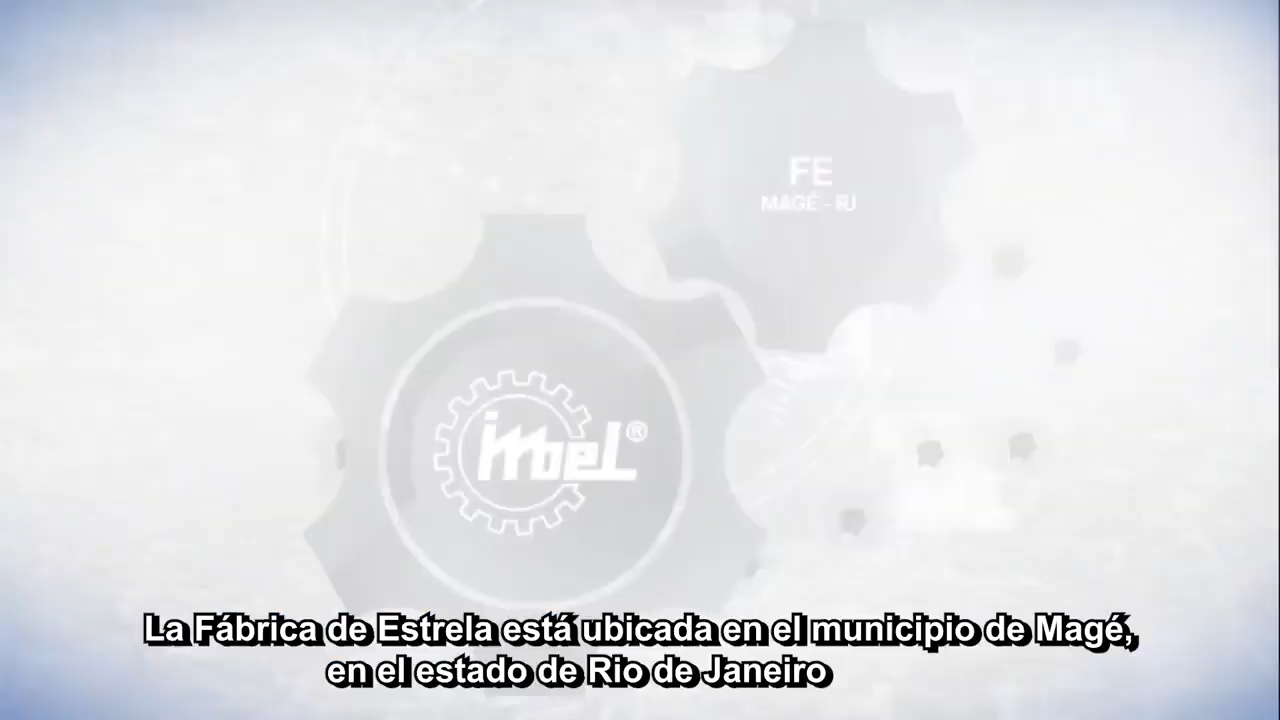 FE
MAGÉ - RJ
imbel®
La Fábrica de Estrela está ubicada en el municipio de Magé,
en el estado de Rio de Janeiro